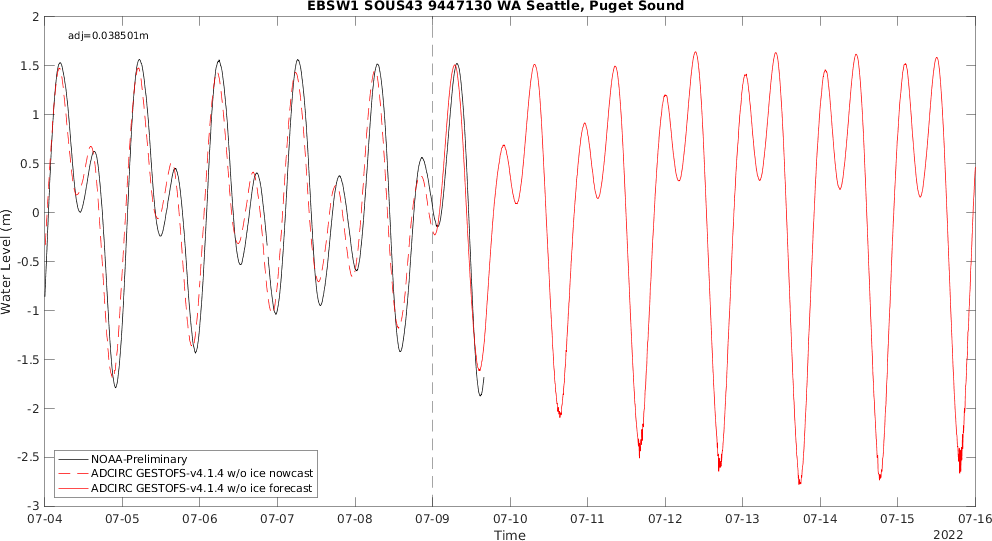 EBSW1 SOUS43 9447130 WA Seattle, Puget Sound
adj=0.038501m
2
1.5
1
0.5
0
-0.5
-1
-1.5
-2
-2.5
-3
Water Level (m)
NOAA-Preliminary
ADCIRC GESTOFS-v4.1.4 w/o ice nowcast
ADCIRC GESTOFS-v4.1.4 w/o ice forecast
07-04 07-05 07-06 07-07 07-08 07-09 07-10 07-11 07-12 07-13 07-14 07-15 07-16
Time
2022